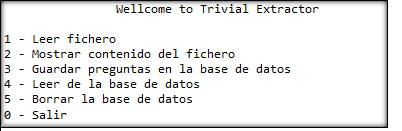 Wellcome to Trivial Extractor
1 - Leer fichero
2 - Mostrar contenido del fichero
3 - Guardar preguntas en la base de datos
4 - Leer de la base de datos
5 - Borrar la base de datos
0 - Salir